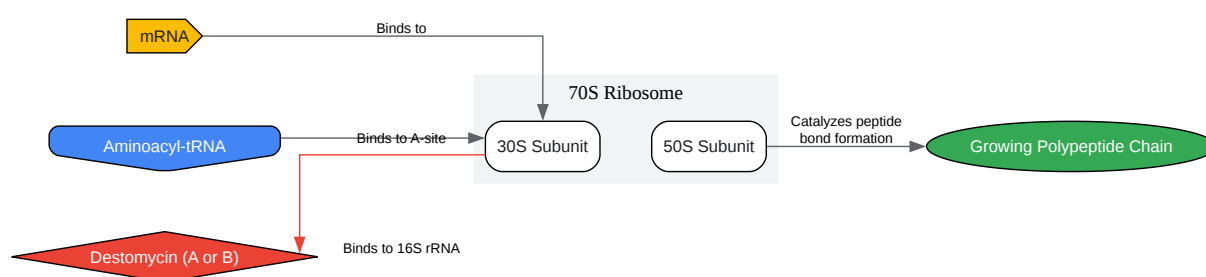 mRNA
Binds to
70S Ribosome
Aminoacyl-tRNA
Binds to A-site
30S Subunit
50S Subunit
Catalyzes peptide
bond formation
Growing Polypeptide Chain
Destomycin (A or B)
Binds to 16S rRNA